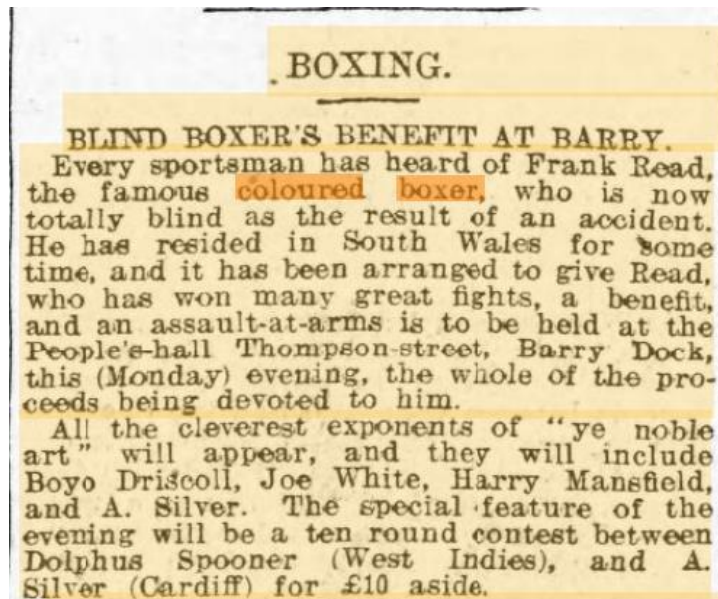 BOXING.
BLIND BOXER'S BENEFIT AT BARRY.
Every sportsman has heard of Frank Read,
the famous coloured boxer, who is now
totally blind as the result of an accident.
He has resided in South Wales for some
time, and it has been arranged to give Read,
who has won many great fights, a benefit,
and an assault-at-arms is to be held at the
People's-hall Thompson-street, Barry Dock,
this (Monday) evening, the whole of the pro-
ceeds being devoted to him.
All the cleverest exponents of "ye noble
art" will appear, and they will include
Boyo Driscoll, Joe White, Harry Mansfield,
and A. Silver. The special feature of the
evening will be a ten round contest between
Dolphus Spooner (West Indies), and A.
Silver (Cardiff) for £10 aside.